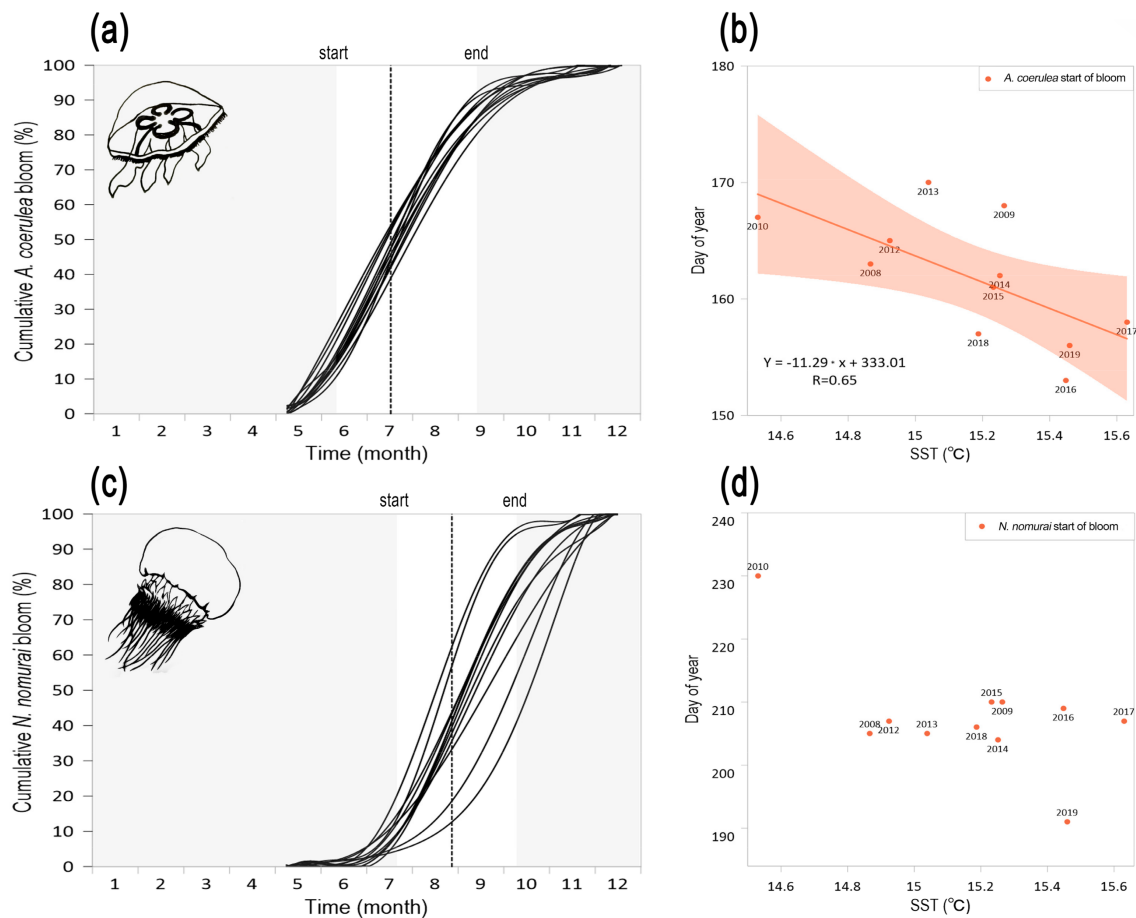 (a)
start end
Cumulative A. coerulea bloom (%)
100
90
80
70
60
50
40
30
20
10
0
1 2 3 4 5 6 7 8 9 10 11 12
Time (month)
(b)
A. coerulea start of bloom
Day of year
180
170
160
150
2013
2009
2010
2012
2008
2014
2015
2018
2017
2019
2016
Y = -11.29 * x + 333.01
R=0.65
14.6 14.8 15 15.2 15.4 15.6
SST (°C)
(c)
start end
Cumulative N. nomurai bloom (%)
100
90
80
70
60
50
40
30
20
10
0
1 2 3 4 5 6 7 8 9 10 11 12
Time (month)
(d)
N. nomurai start of bloom
Day of year
240
230
220
210
200
190
2010
2015
2009
2016
2017
2008
2012
2013
2018
2014
2019
14.6 14.8 15 15.2 15.4 15.6
SST (°C)